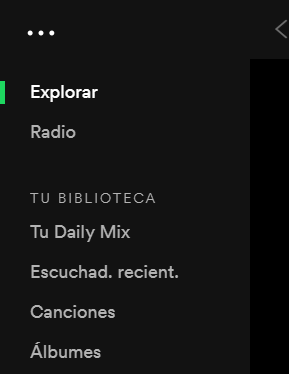 Explorar
Radio
TU BIBLIOTECA
Tu Daily Mix
Escuchad. recient.
Canciones
Álbumes